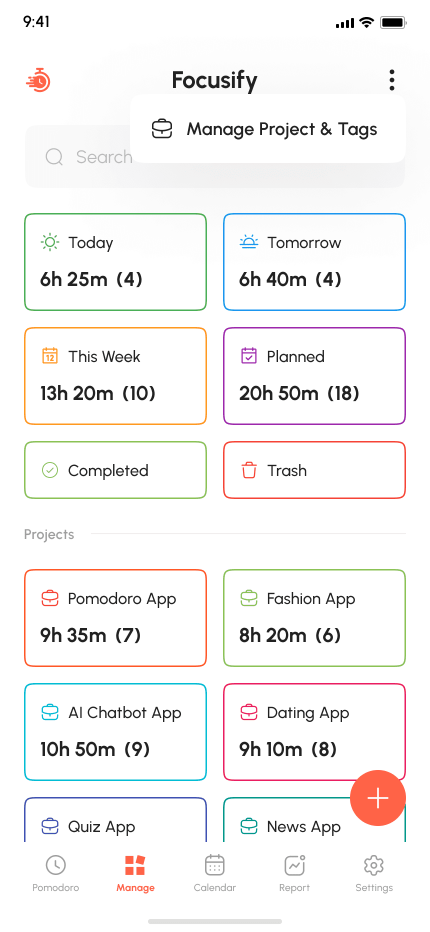 9:41
Focusify
Manage Project & Tags
Search
Today
6h 25m (4)
Tomorrow
6h 40m (4)
12
This Week
13h 20m (10)
Planned
20h 50m (18)
Completed
Trash
Projects
Pomodoro App
9h 35m (7)
Fashion App
8h 20m (6)
AI Chatbot App
10h 50m (9)
Dating App
9h 10m (8)
Quiz App
News App
Pomodoro
Manage
Calendar
Report
Settings